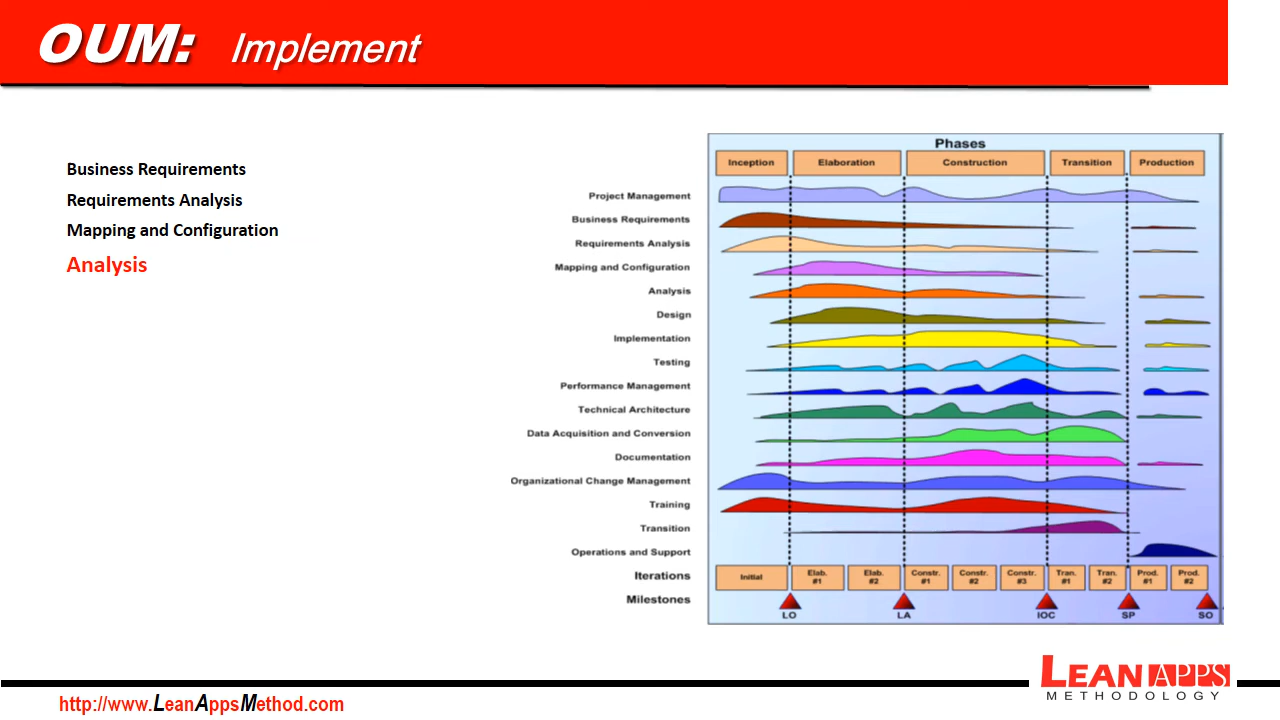 OUM: Implement
Business Requirements
Requirements Analysis
Mapping and Configuration
Analysis
Phases
Inception Elaboration Construction Transition Production
Project Management
Business Requirements
Requirements Analysis
Mapping and Configuration
Analysis
Design
Implementation
Testing
Performance Management
Technical Architecture
Data Acquisition and Conversion
Documentation
Organizational Change Management
Training
Transition
Operations and Support
Iterations
Initial
Elab. #1
Elab. #2
Constr. #1
Constr. #2
Constr. #3
Tran. #1
Tran. #2
Prod. #1
Prod. #2
Milestones
LO LA IOC SP SO
http://www.LeanAppsMethod.com
LEAN APPS
METHODOLOGY